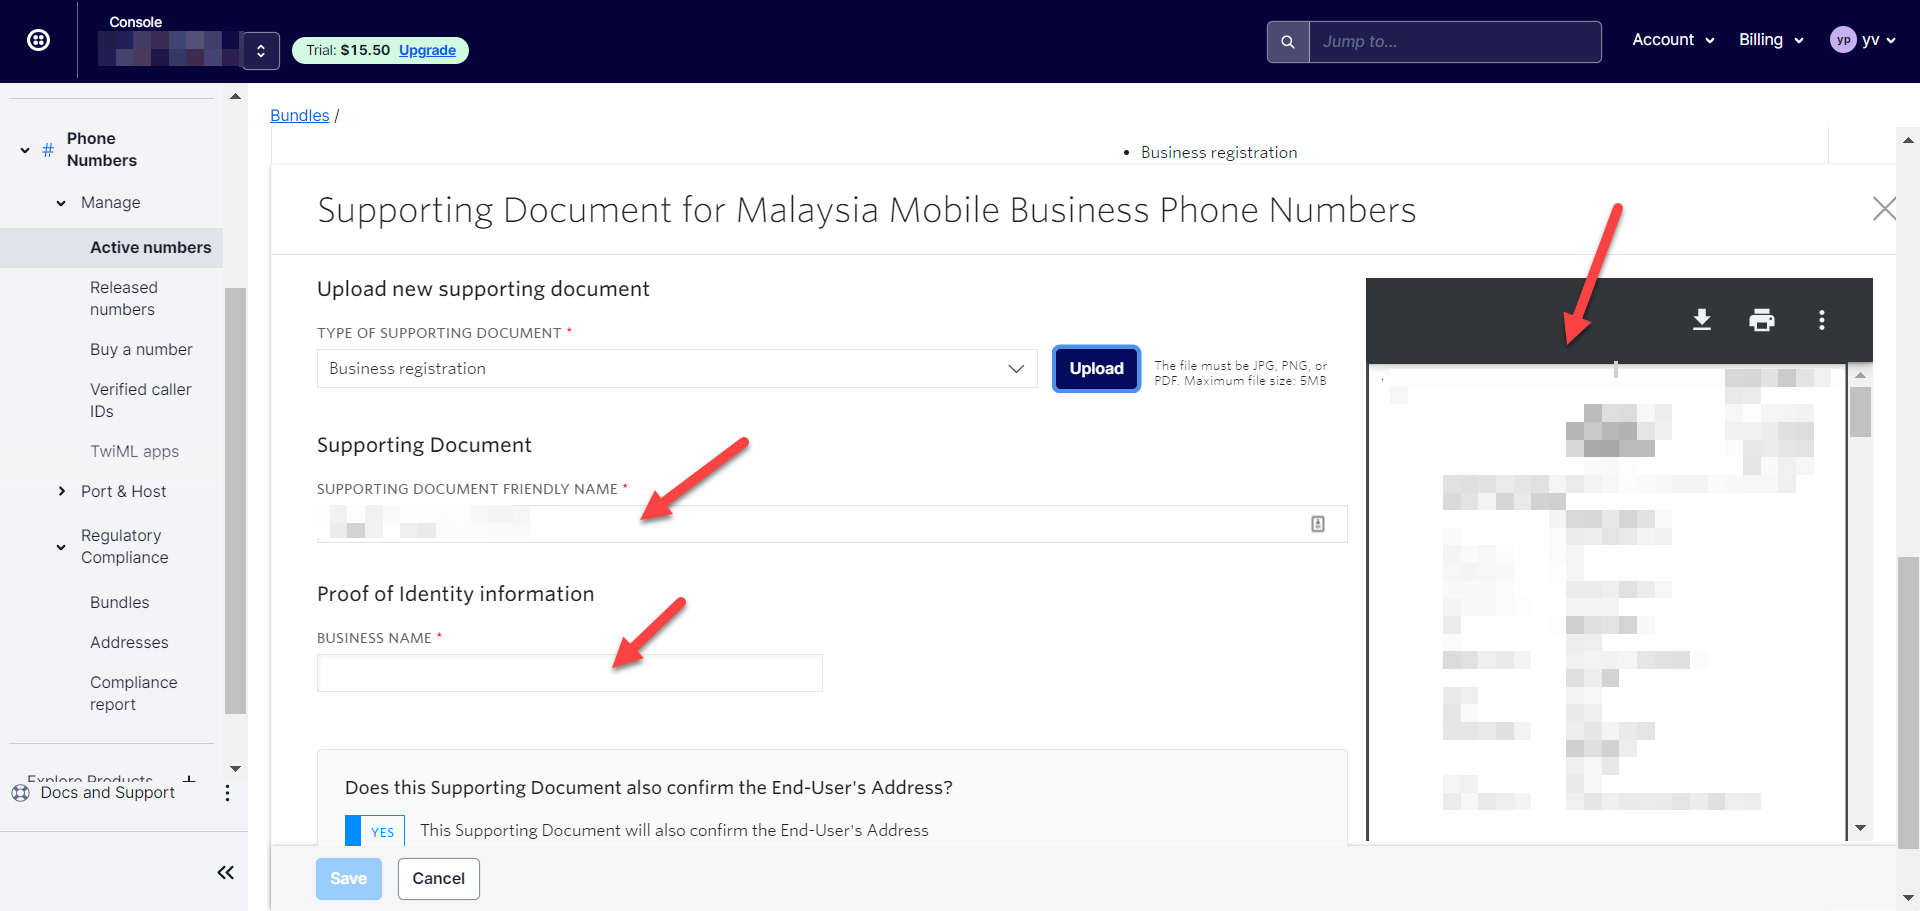 Console
Trial: $15.50 Upgrade
Jump to...
Account
Billing
yp yv
Phone
Numbers
Manage
Active numbers
Released
numbers
Buy a number
Verified caller
IDs
TwiML apps
Port & Host
Regulatory
Compliance
Bundles
Addresses
Compliance
report
Explore Products +
Docs and Support
Bundles /
• Business registration
Supporting Document for Malaysia Mobile Business Phone Numbers
Upload new supporting document
TYPE OF SUPPORTING DOCUMENT *
Business registration
Upload
The file must be JPG, PNG, or
PDF. Maximum file size: 5MB
Supporting Document
SUPPORTING DOCUMENT FRIENDLY NAME *
Proof of Identity information
BUSINESS NAME *
Does this Supporting Document also confirm the End-User's Address?
YES This Supporting Document will also confirm the End-User's Address
Save
Cancel